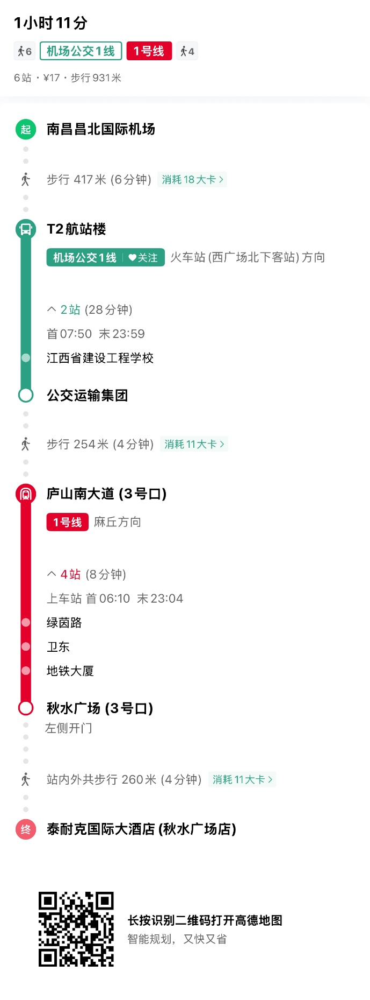 1小时11分
6 机场公交1线 1号线 4
6站 · ¥17 · 步行931米
起 南昌昌北国际机场
步行 417米 (6分钟) 消耗18大卡 >
T2航站楼
机场公交1线 关注 火车站(西广场北下客站)方向
2站 (28分钟)
首07:50 末23:59
江西省建设工程学校
公交运输集团
步行 254米 (4分钟) 消耗11大卡 >
庐山南大道 (3号口)
1号线 麻丘方向
4站 (8分钟)
上车站 首06:10 末23:04
绿茵路
卫东
地铁大厦
秋水广场 (3号口)
左侧开门
站内外共步行 260米 (4分钟) 消耗11大卡 >
终 泰耐克国际大酒店(秋水广场店)
长按识别二维码打开高德地图
智能规划，又快又省